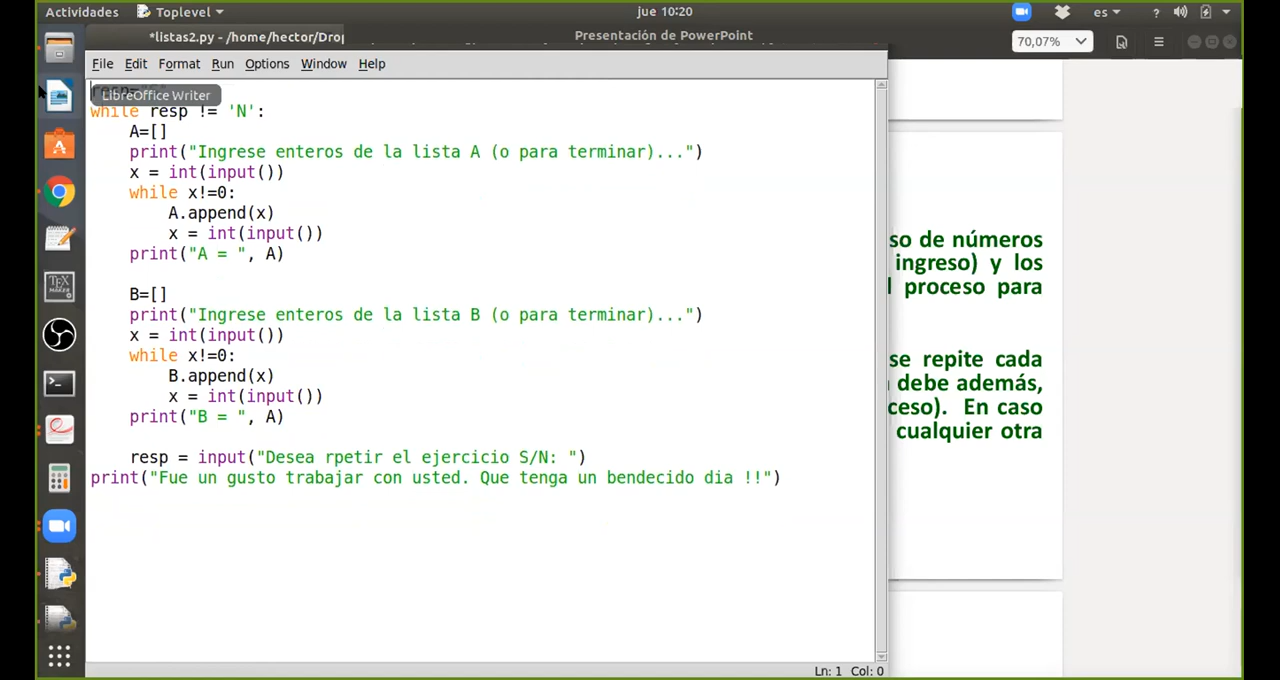 Actividades
Toplevel
jue 10:20
es
?
*listas2.py - /home/hector/Drop
Presentación de PowerPoint
70,07%
File Edit Format Run Options Window Help
LibreOffice Writer
while resp != 'N':
A=[]
print("Ingrese enteros de la lista A (o para terminar)...")
x = int(input())
while x!=0:
A.append(x)
x = int(input())
print("A = ", A)
B=[]
print("Ingrese enteros de la lista B (o para terminar)...")
x = int(input())
while x!=0:
B.append(x)
x = int(input())
print("B = ", A)
resp = input("Desea rpetir el ejercicio S/N: ")
print("Fue un gusto trabajar con usted. Que tenga un bendecido dia !!")
so de números
ingreso) y los
l proceso para
se repite cada
debe además,
ceso). En caso
cualquier otra
TEX
MAKER
Ln: 1 Col: 0